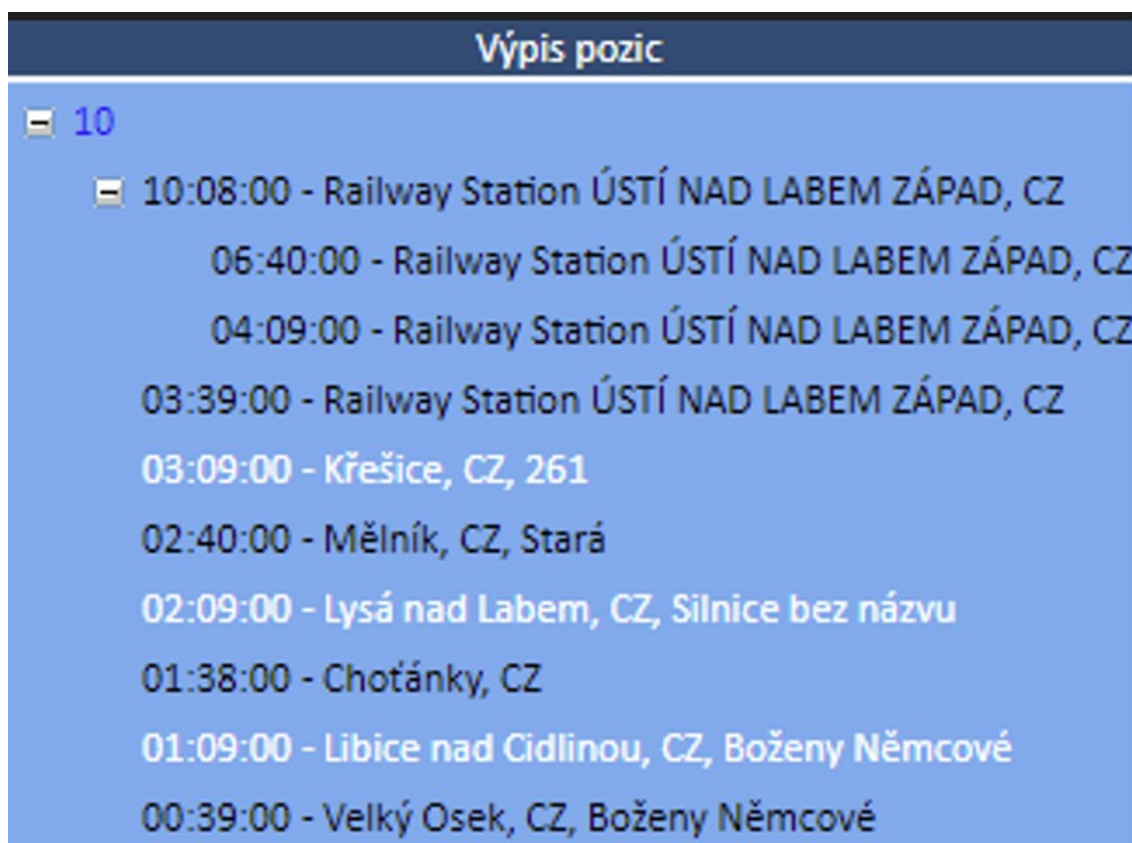 Výpis pozic
10
10:08:00 - Railway Station ÚSTÍ NAD LABEM ZÁPAD, CZ
06:40:00 - Railway Station ÚSTÍ NAD LABEM ZÁPAD, CZ
04:09:00 - Railway Station ÚSTÍ NAD LABEM ZÁPAD, CZ
03:39:00 - Railway Station ÚSTÍ NAD LABEM ZÁPAD, CZ
03:09:00 - Křešice, CZ, 261
02:40:00 - Mělník, CZ, Stará
02:09:00 - Lysá nad Labem, CZ, Silnice bez názvu
01:38:00 - Choťánky, CZ
01:09:00 - Libice nad Cidlinou, CZ, Boženy Němcové
00:39:00 - Velký Osek, CZ, Boženy Němcové